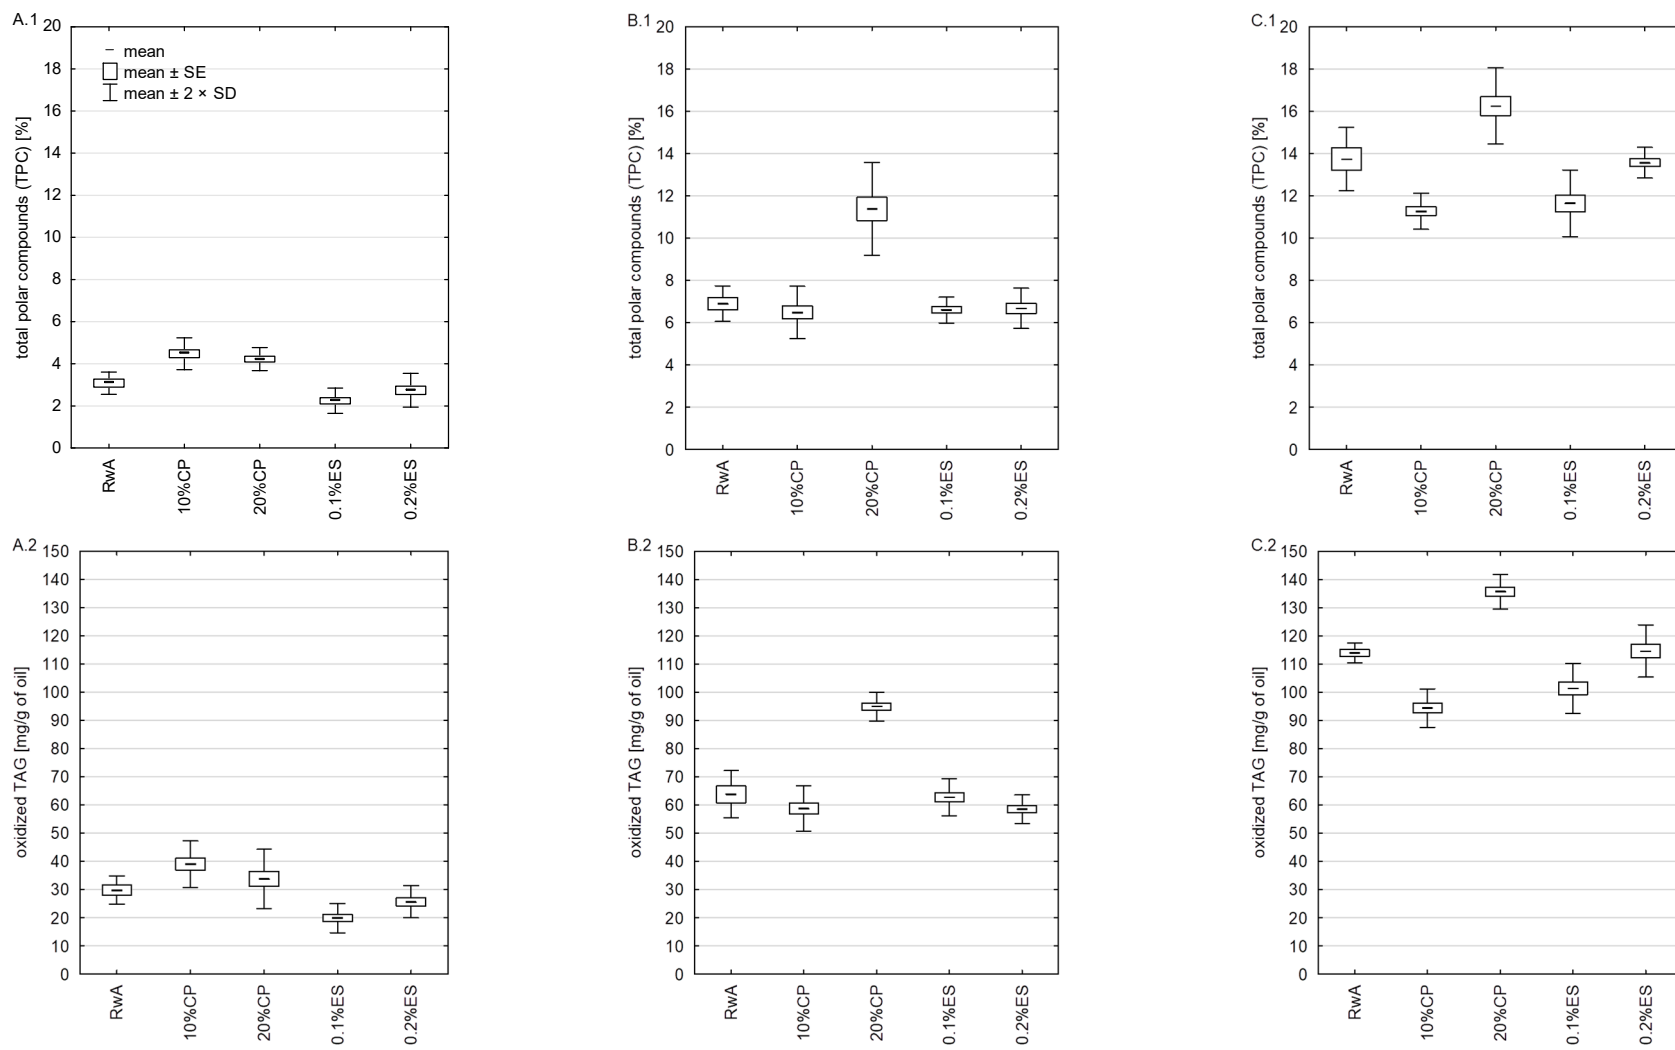 A.1
20
18
16
14
12
10
8
6
4
2
0
total polar compounds (TPC) [%]
mean
mean ± SE
mean ± 2 × SD
RwA
10%CP
20%CP
0.1%ES
0.2%ES
B.1
20
18
16
14
12
10
8
6
4
2
0
total polar compounds (TPC) [%]
RwA
10%CP
20%CP
0.1%ES
0.2%ES
C.1
20
18
16
14
12
10
8
6
4
2
0
total polar compounds (TPC) [%]
RwA
10%CP
20%CP
0.1%ES
0.2%ES
A.2
150
140
130
120
110
100
90
80
70
60
50
40
30
20
10
0
oxidized TAG [mg/g of oil]
RwA
10%CP
20%CP
0.1%ES
0.2%ES
B.2
150
140
130
120
110
100
90
80
70
60
50
40
30
20
10
0
oxidized TAG [mg/g of oil]
RwA
10%CP
20%CP
0.1%ES
0.2%ES
C.2
150
140
130
120
110
100
90
80
70
60
50
40
30
20
10
0
oxidized TAG [mg/g of oil]
RwA
10%CP
20%CP
0.1%ES
0.2%ES